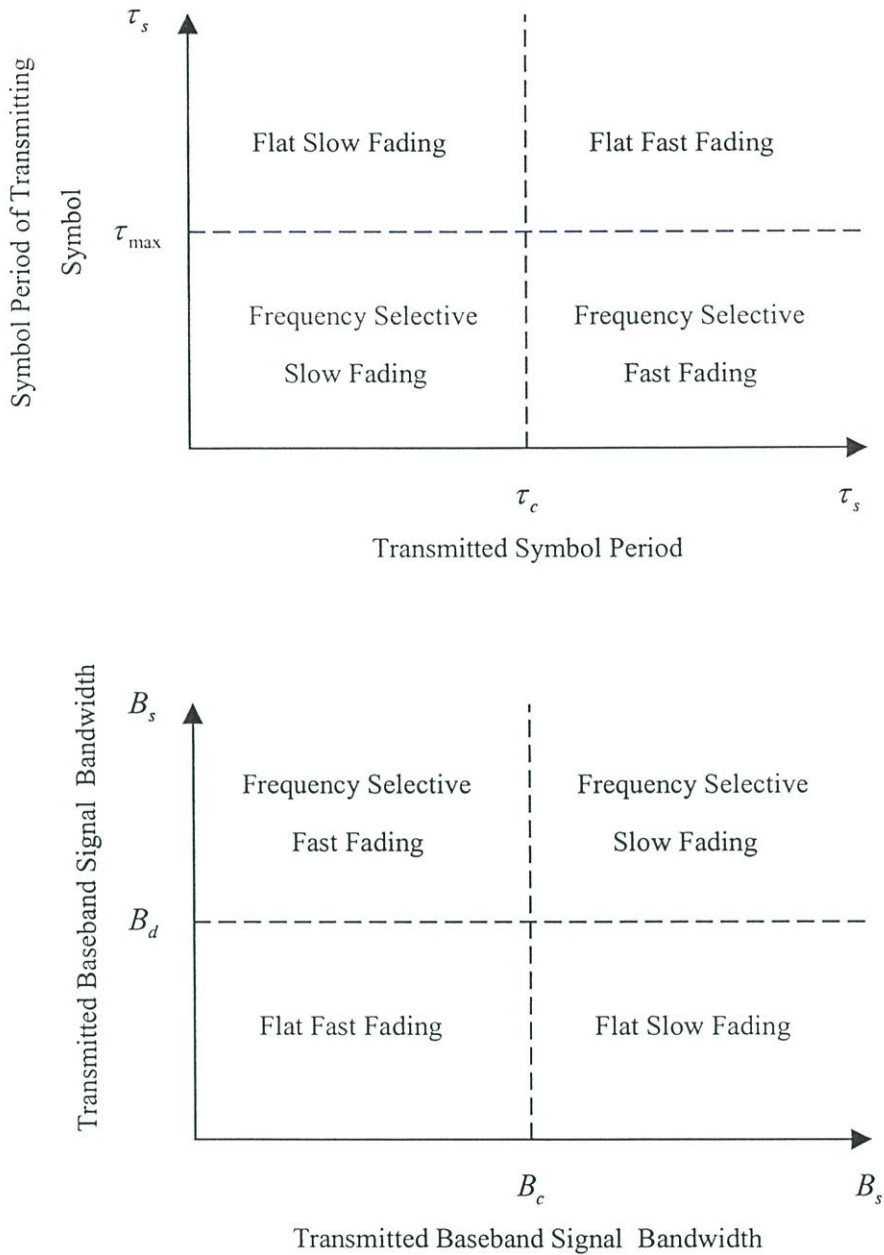 τs
Symbol Period of Transmitting
Symbol
Flat Slow Fading
Flat Fast Fading
τmax
Frequency Selective
Slow Fading
Frequency Selective
Fast Fading
τc
τs
Transmitted Symbol Period
Transmitted Baseband Signal Bandwidth
Bs
Frequency Selective
Fast Fading
Frequency Selective
Slow Fading
Bd
Flat Fast Fading
Flat Slow Fading
Bc
Bs
Transmitted Baseband Signal Bandwidth